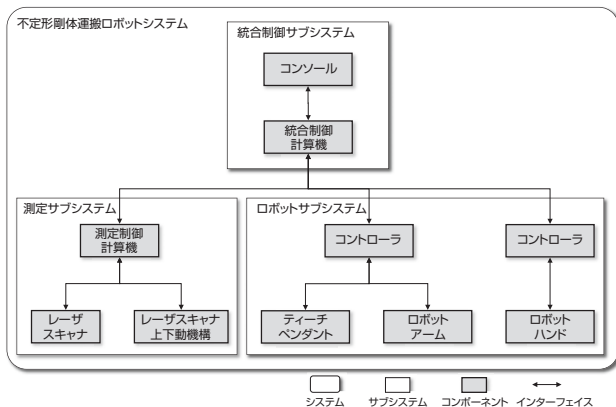 不定形剛体運搬ロボットシステム
統合制御サブシステム
コンソール
統合制御
計算機
測定サブシステム
測定制御
計算機
レーザ
スキャナ
レーザスキャナ
上下動機構
ロボットサブシステム
コントローラ
コントローラ
ティーチ
ペンダント
ロボット
アーム
ロボット
ハンド
システム
サブシステム
コンポーネント
インターフェイス